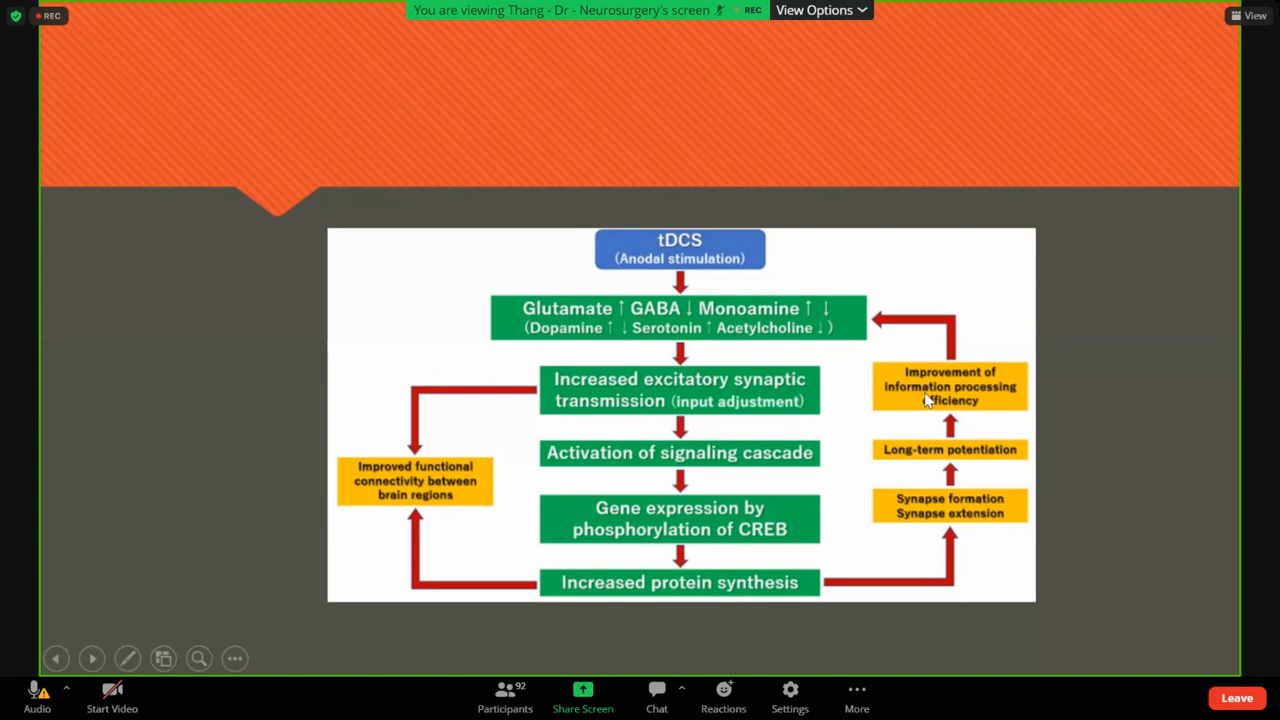 REC
You are viewing Thang - Dr - Neurosurgery's screen
REC
View Options
View
tDCS
(Anodal stimulation)
Glutamate ↑ GABA ↓ Monoamine ↑ ↓
(Dopamine ↑ ↓ Serotonin ↑ Acetylcholine ↓)
Increased excitatory synaptic
transmission (input adjustment)
Activation of signaling cascade
Gene expression by
phosphorylation of CREB
Increased protein synthesis
Improved functional
connectivity between
brain regions
Improvement of
information processing
efficiency
Long-term potentiation
Synapse formation
Synapse extension
Audio
Start Video
92
Participants
Share Screen
Chat
Reactions
Settings
More
Leave